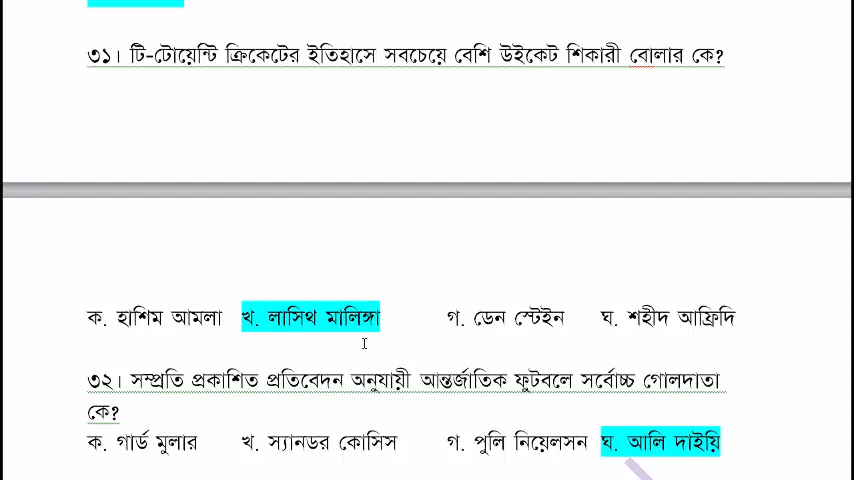 ৩১। টি-টোয়েন্টি ক্রিকেটের ইতিহাসে সবচেয়ে বেশি উইকেট শিকারী বোলার কে?
ক. হাশিম আমলা খ. লাসিথ মালিঙ্গা গ. ডেন স্টেইন ঘ. শহীদ আফ্রিদি
৩২। সম্প্রতি প্রকাশিত প্রতিবেদন অনুযায়ী আন্তর্জাতিক ফুটবলে সর্বোচ্চ গোলদাতা
কে?
ক. গার্ড মুলার খ. স্যানডর কোসিস গ. পুলি নিয়েলসন ঘ. আলি দাইয়ি